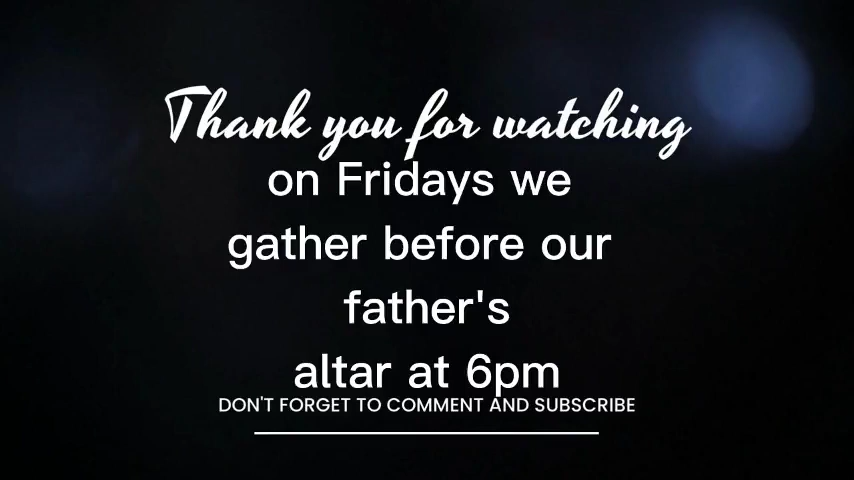 Thank you for watching
on Fridays we
gather before our
father's
altar at 6pm
DON'T FORGET TO COMMENT AND SUBSCRIBE